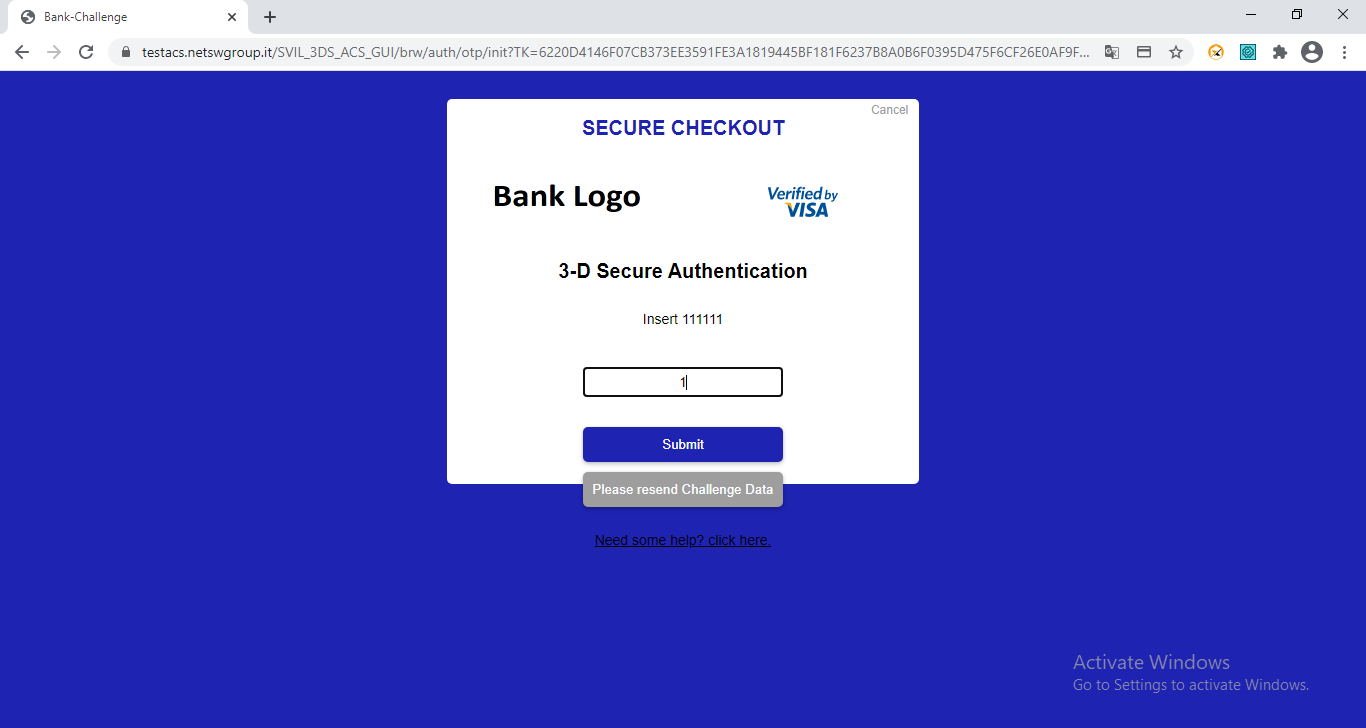 Bank-Challenge
testacs.netswgroup.it/SVIL_3DS_ACS_GUI/brw/auth/otp/init?TK=6220D4146F07CB373EE3591FE3A1819445BF181F6237B8A0B6F0395D475F6CF26E0AF9F...
Cancel
SECURE CHECKOUT
Bank Logo
Verified by
VISA
3-D Secure Authentication
Insert 111111
1
Submit
Please resend Challenge Data
Need some help? click here.
Activate Windows
Go to Settings to activate Windows.